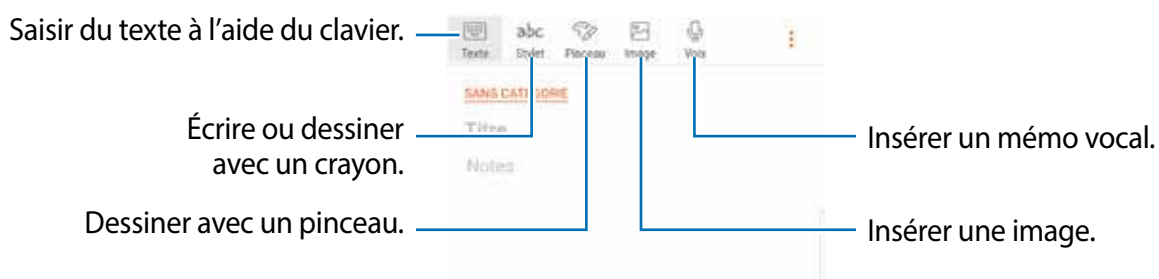 Saisir du texte à l'aide du clavier.
abc
Texte Stylet Pinceau Image Voix
SANS CATÉGORIE
Écrire ou dessiner
avec un crayon.
Titre
Insérer un mémo vocal.
Notes
Dessiner avec un pinceau.
Insérer une image.